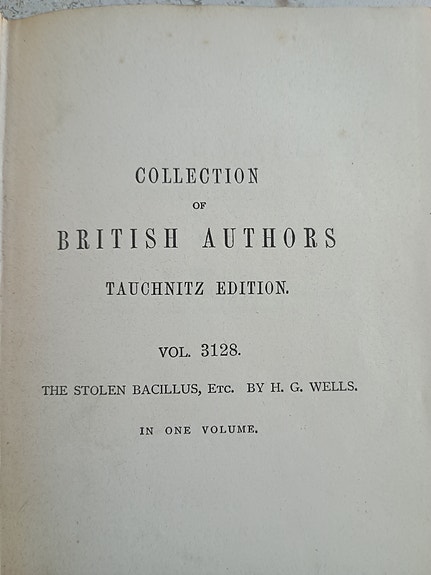 COLLECTION
OF
BRITISH AUTHORS
TAUCHNITZ EDITION.
VOL. 3128.
THE STOLEN BACILLUS, ETC. BY H. G. WELLS.
IN ONE VOLUME.